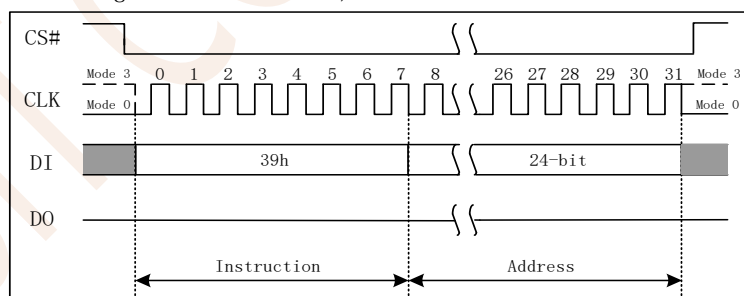 CS#
Mode 3 0 1 2 3 4 5 6 7 8 26 27 28 29 30 31 Mode 3
CLK
Mode 0 Mode 0
DI 39h 24-bit
DO
Instruction Address